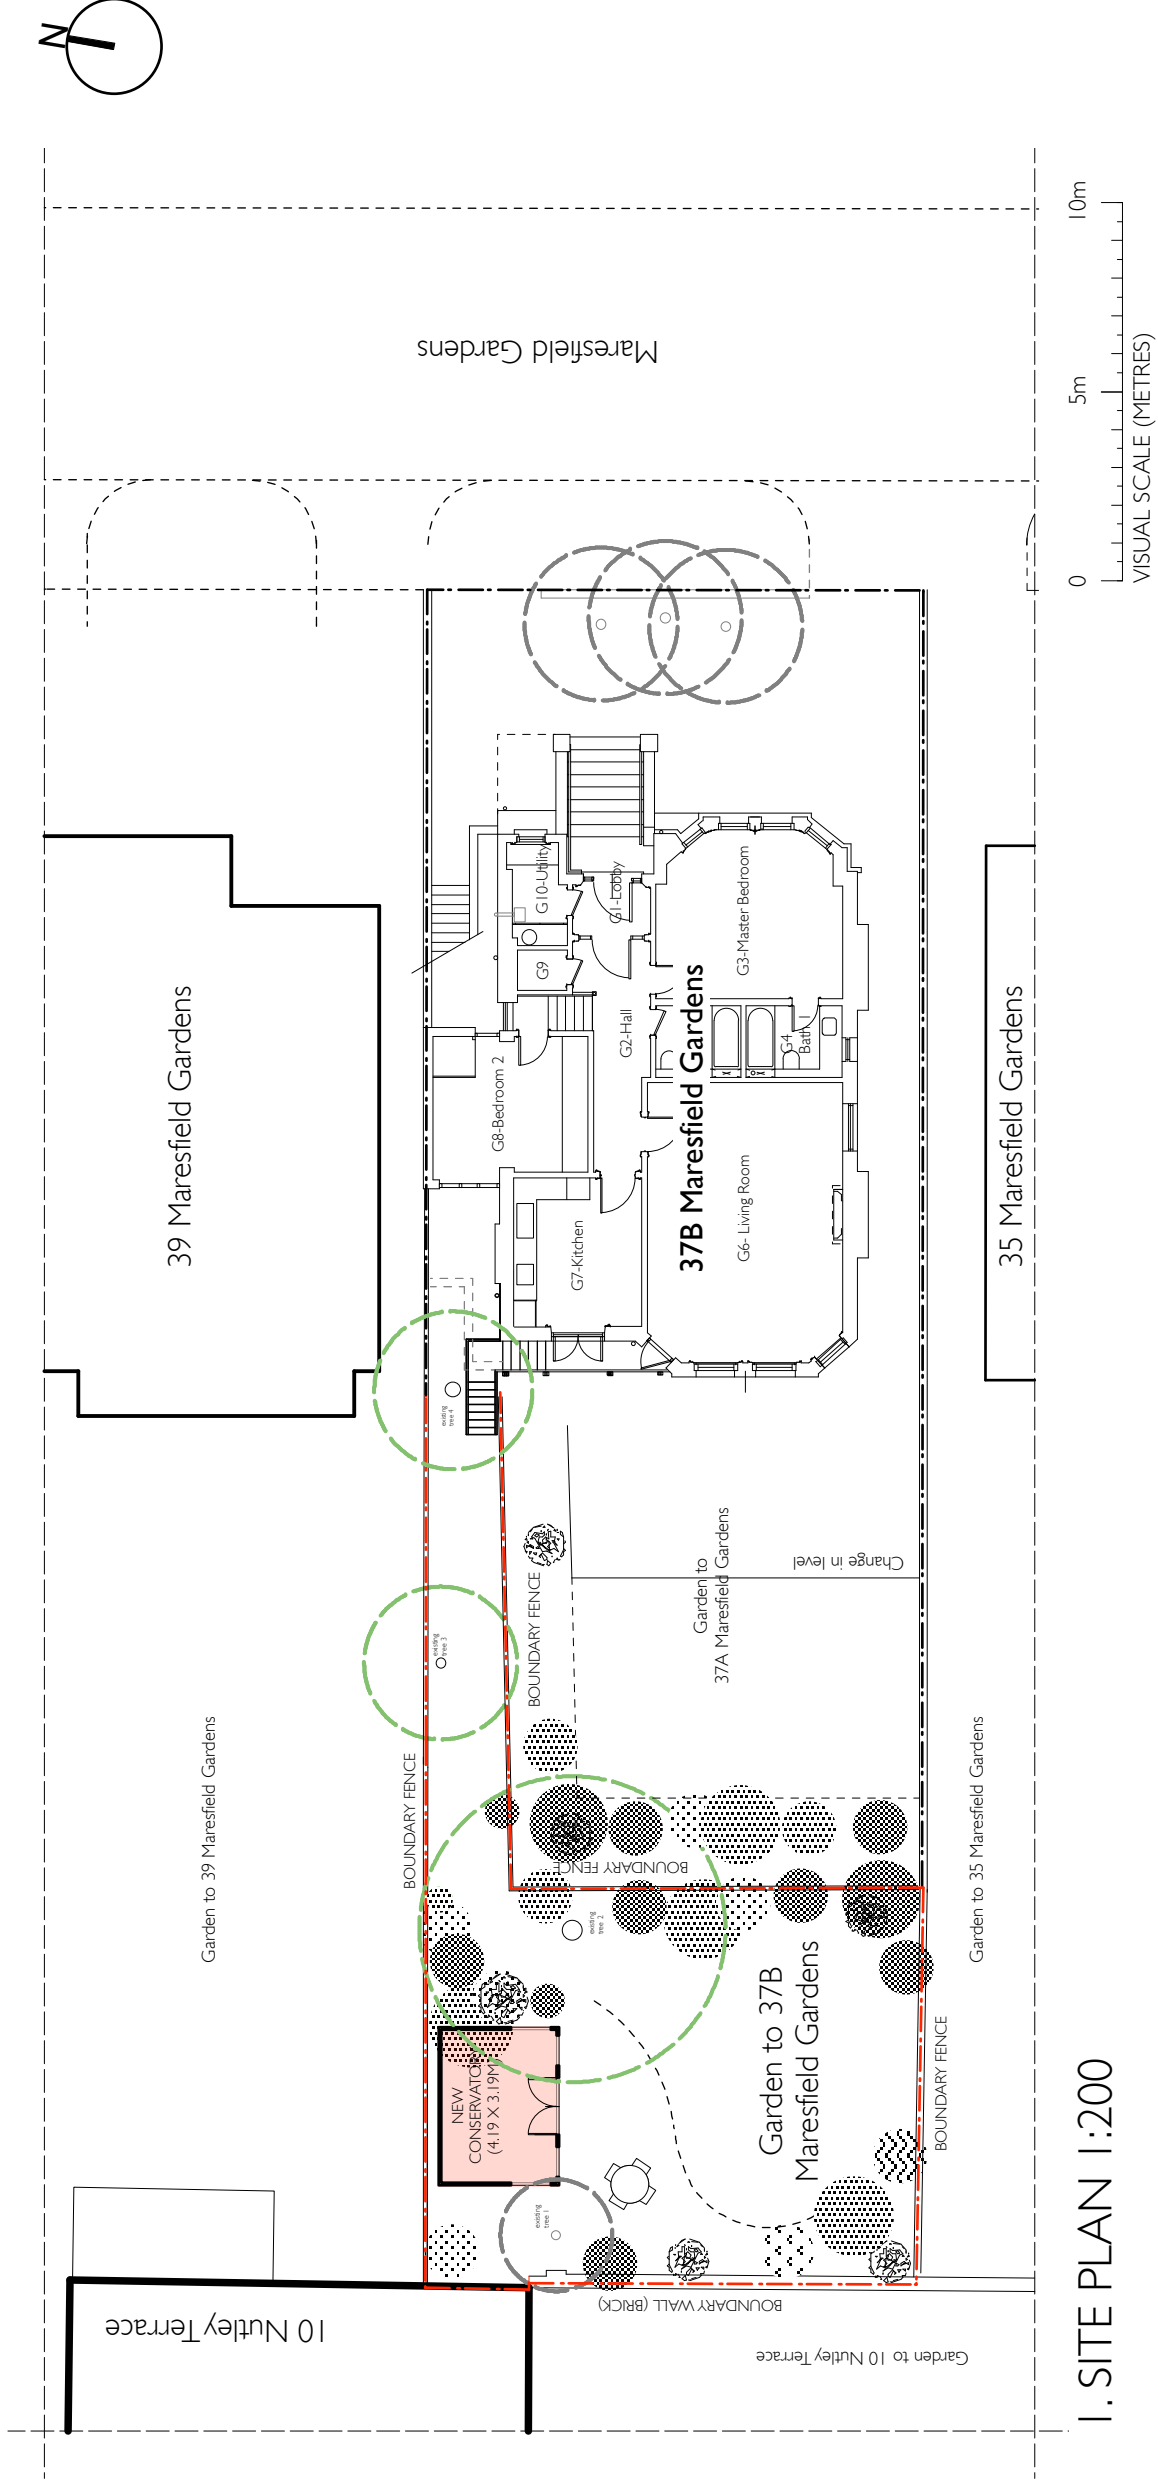 N
Maresfield Gardens
10m
5m
0
VISUAL SCALE (METRES)
39 Maresfield Gardens
37B Maresfield Gardens
35 Maresfield Gardens
G10-Utility
G1-Lobby
G9
G2-Hall
G3-Master Bedroom
G4
Bath 1
G8-Bedroom 2
G7-Kitchen
G6- Living Room
existing
tree 4
existing
tree 3
BOUNDARY FENCE
Garden to
37A Maresfield Gardens
Change in level
Garden to 39 Maresfield Gardens
BOUNDARY FENCE
BOUNDARY FENCE
existing
tree 2
Garden to 35 Maresfield Gardens
NEW
CONSERVATORY
(4.19 X 3.19M)
Garden to 37B
Maresfield Gardens
BOUNDARY FENCE
existing
tree 1
BOUNDARY WALL (BRICK)
10 Nutley Terrace
Garden to 10 Nutley Terrace
1. SITE PLAN 1:200